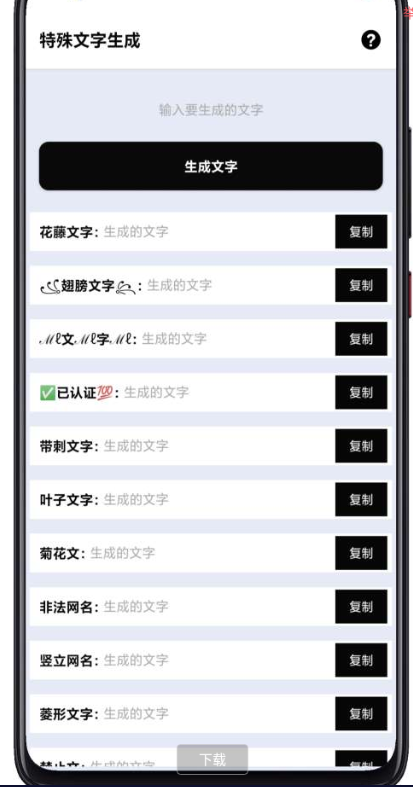 特殊文字生成
?
输入要生成的文字
生成文字
花藤文字: 生成的文字 复制
翅膀文字: 生成的文字 复制
ℳℓ文ℳℓ字ℳℓ: 生成的文字 复制
✅已认证💯: 生成的文字 复制
带刺文字: 生成的文字 复制
叶子文字: 生成的文字 复制
菊花文: 生成的文字 复制
非法网名: 生成的文字 复制
竖立网名: 生成的文字 复制
菱形文字: 生成的文字 复制
生成的文字 复制
下载